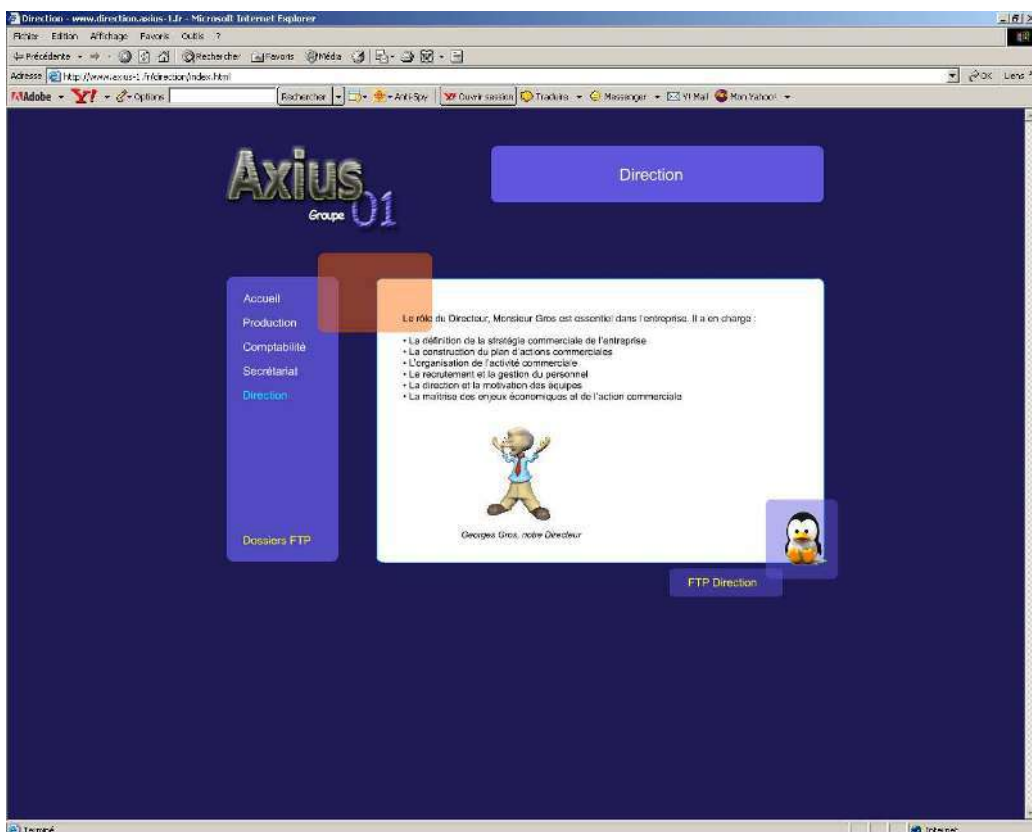 Direction - www.direction.axius-1.fr - Microsoft Internet Explorer
Fichier Edition Affichage Favoris Outils ?
Précédente Rechercher Favoris Média
Adresse http://www.axius-1.fr/direction/index.html OK Liens
Adobe Y! Options Rechercher Anti-Spy Ouvrir session Traduire Messenger Y! Mail Mon Yahoo!
Axius
Groupe 01
Direction
Accueil
Production
Comptabilité
Secrétariat
Direction
Dossiers FTP
Le rôle du Directeur, Monsieur Gros est essentiel dans l'entreprise. Il a en charge :
• La définition de la stratégie commerciale de l'entreprise
• La construction du plan d'actions commerciales
• L'organisation de l'activité commerciale
• Le recrutement et la gestion du personnel
• La direction et la motivation des équipes
• La maîtrise des enjeux économiques et de l'action commerciale
Georges Gros, notre Directeur
FTP Direction
Terminé Internet